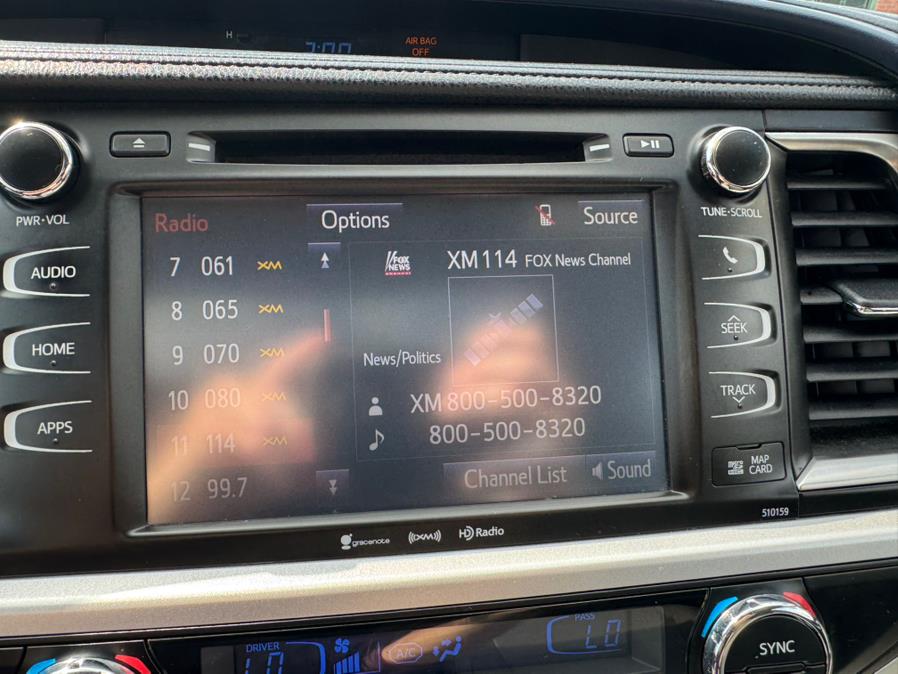 H
7:00
AIR BAG
OFF
PWR·VOL
TUNE·SCROLL
AUDIO
HOME
APPS
SEEK
TRACK
MAP
CARD
Radio
Options
Source
7 061 XM
8 065 XM
9 070 XM
10 080 XM
11 114 XM
12 99.7
FOX
NEWS
XM114 FOX News Channel
News/Politics
XM 800-500-8320
800-500-8320
Channel List
Sound
510159
gracenote
((XM))
HD Radio
DRIVER
LO
A/C
PASS
LO
SYNC